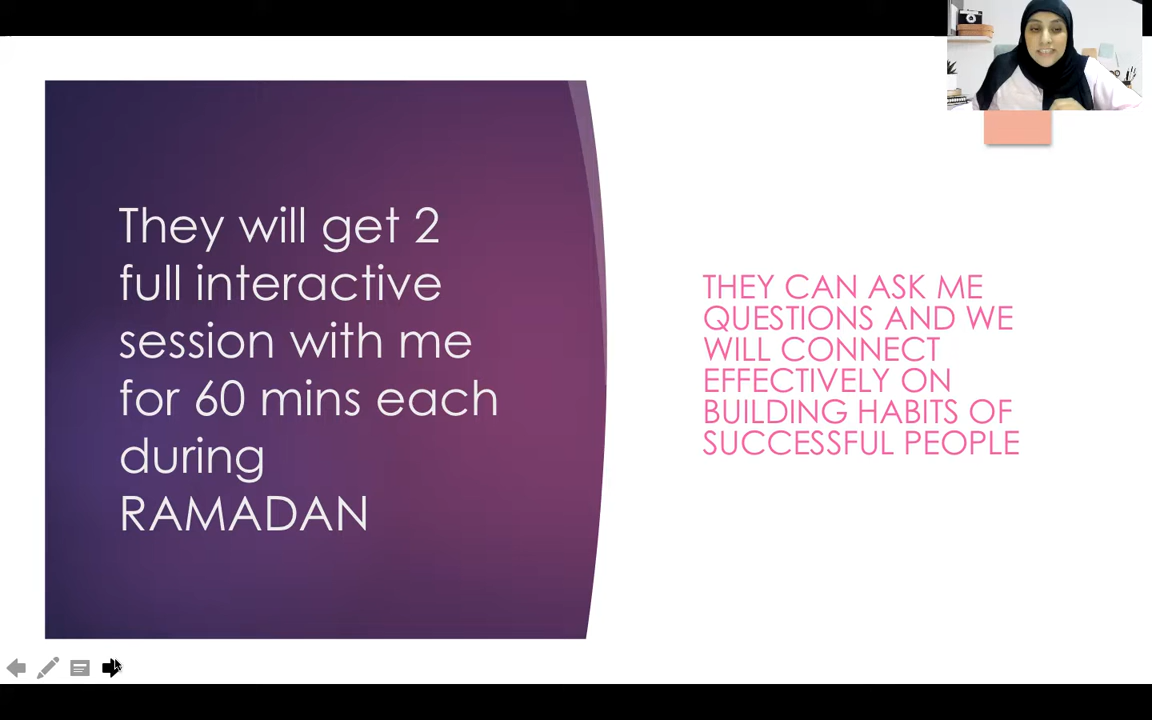 They will get 2
full interactive
session with me
for 60 mins each
during
RAMADAN
THEY CAN ASK ME
QUESTIONS AND WE
WILL CONNECT
EFFECTIVELY ON
BUILDING HABITS OF
SUCCESSFUL PEOPLE